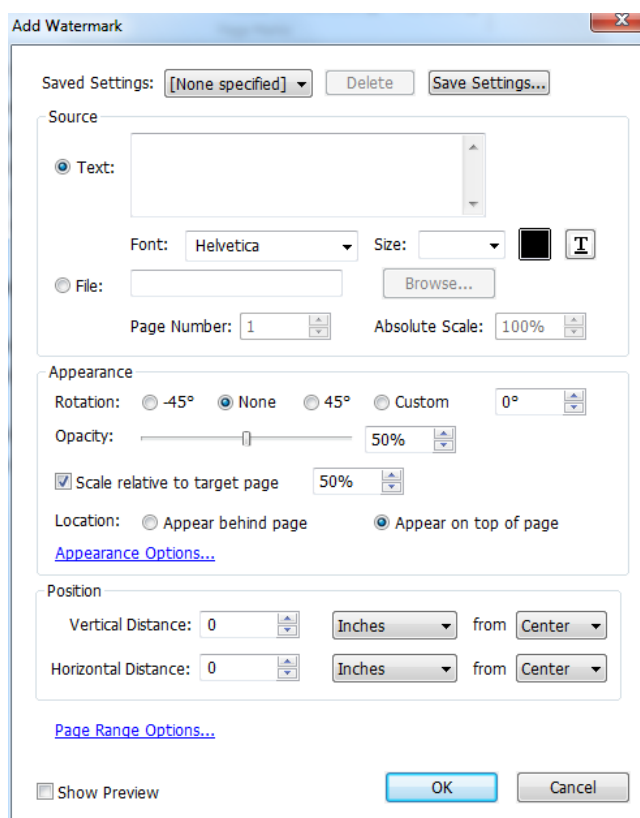 Add Watermark
Saved Settings: [None specified] Delete Save Settings...
Source
Text:
Font: Helvetica Size: T
File: Browse...
Page Number: 1 Absolute Scale: 100%
Appearance
Rotation: -45° None 45° Custom 0°
Opacity: 50%
Scale relative to target page 50%
Location: Appear behind page Appear on top of page
Appearance Options...
Position
Vertical Distance: 0 Inches from Center
Horizontal Distance: 0 Inches from Center
Page Range Options...
Show Preview OK Cancel